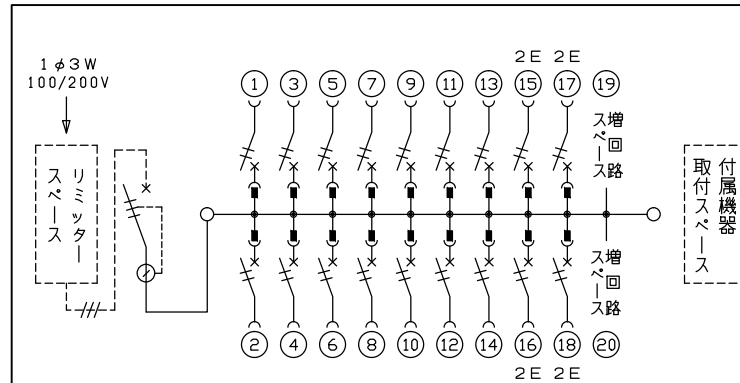 1φ3W
100/200V
リミッター
スペース
2E 2E
① ③ ⑤ ⑦ ⑨ ⑪ ⑬ ⑮ ⑰ ⑲
増回路
スペース
増回路
スペース
② ④ ⑥ ⑧ ⑩ ⑫ ⑭ ⑯ ⑱ ⑳
2E 2E
付属機器
取付スペース